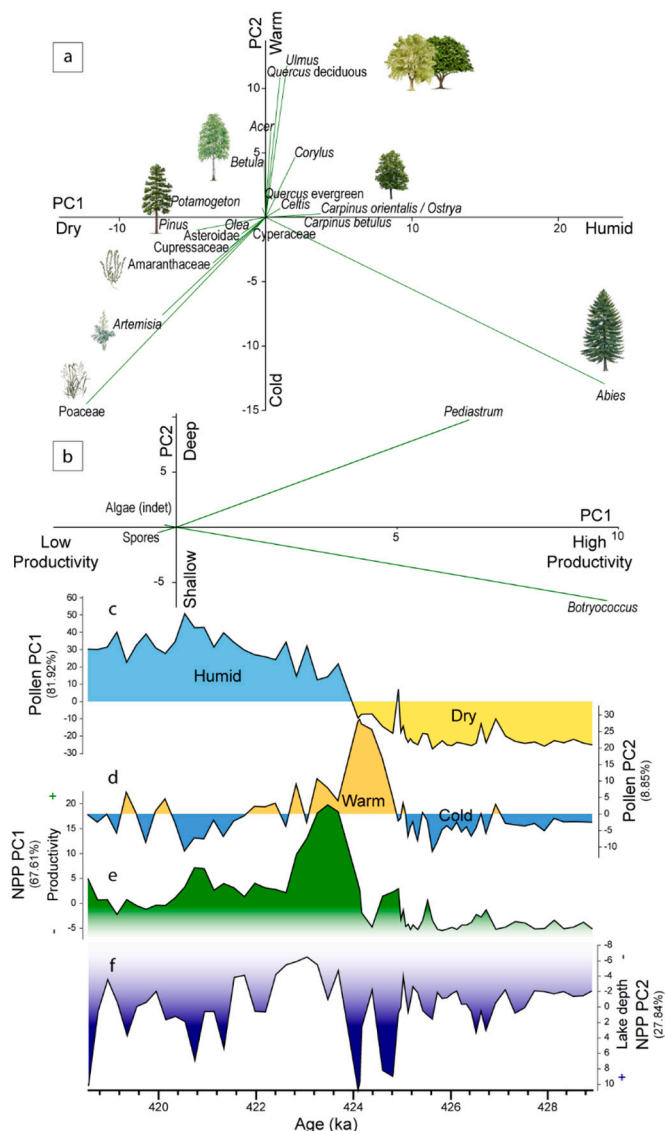 a
PC2
Warm
Ulmus
Quercus deciduous
10
Acer
5
Corylus
Betula
Quercus evergreen
Potamogeton
Celtis
Carpinus orientalis / Ostrya
PC1
-10
10
20
Dry
Pinus
Olea
Carpinus betulus
Humid
Asteroidae
Cyperaceae
Cupressaceae
Amaranthaceae
-5
Artemisia
-10
Cold
Abies
Poaceae
-15
Pediastrum
b
PC2
Deep
5
Algae (indet)
PC1
Spores
5
10
Low
Productivity
High
Productivity
-5
Shallow
Botryococcus
c
60
50
40
30
20
10
0
-10
-20
-30
Pollen PC1
(81.92%)
Humid
Dry
30
25
20
15
10
5
0
-5
-10
Pollen PC2
(8.85%)
d
Warm
Cold
+
20
15
10
5
0
-5
-
NPP PC1
(67.61%)
Productivity
e
f
-8
-6
-4
-2
0
2
4
6
8
10
-
Lake depth
+
NPP PC2
(27.84%)
420
422
424
426
428
Age (ka)